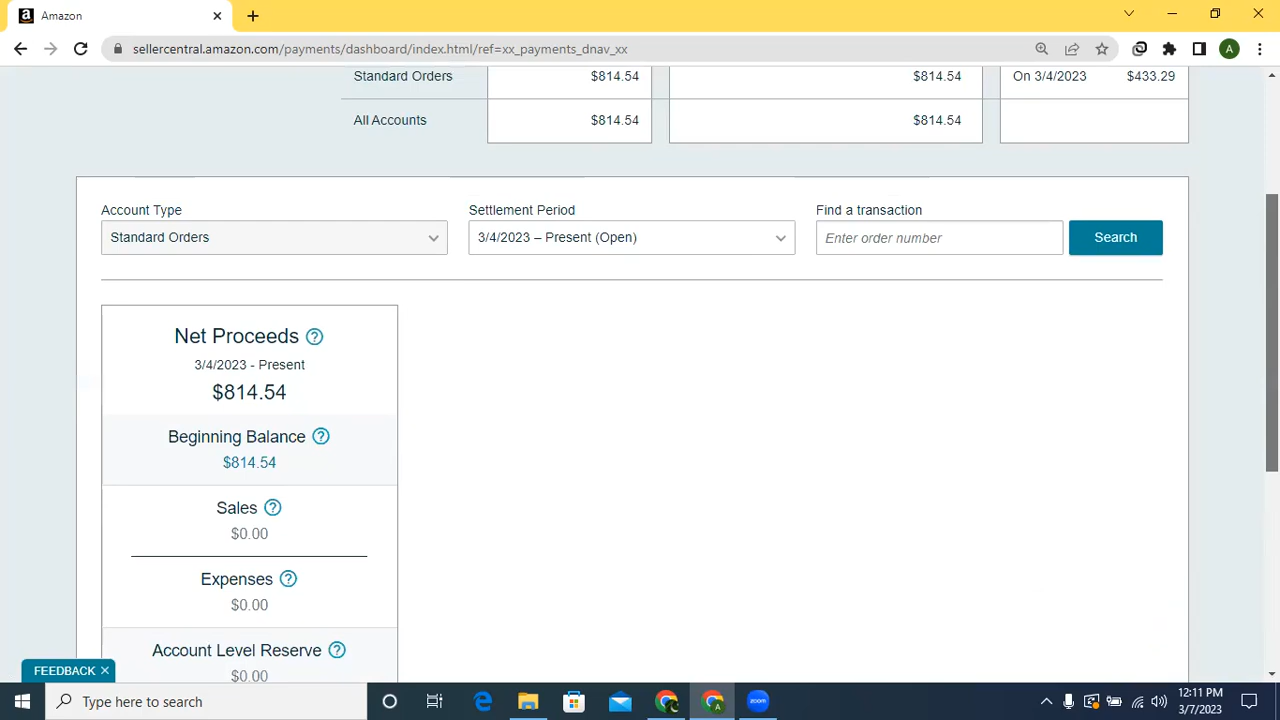 Amazon
sellercentral.amazon.com/payments/dashboard/index.html/ref=xx_payments_dnav_xx
A
Standard Orders $814.54 $814.54 On 3/4/2023 $433.29
All Accounts $814.54 $814.54
Account Type Settlement Period Find a transaction
Standard Orders 3/4/2023 – Present (Open) Enter order number Search
Net Proceeds ?
3/4/2023 - Present
$814.54
Beginning Balance ?
$814.54
Sales ?
$0.00
Expenses ?
$0.00
Account Level Reserve ?
$0.00
FEEDBACK ×
Type here to search
zoom
12:11 PM
3/7/2023